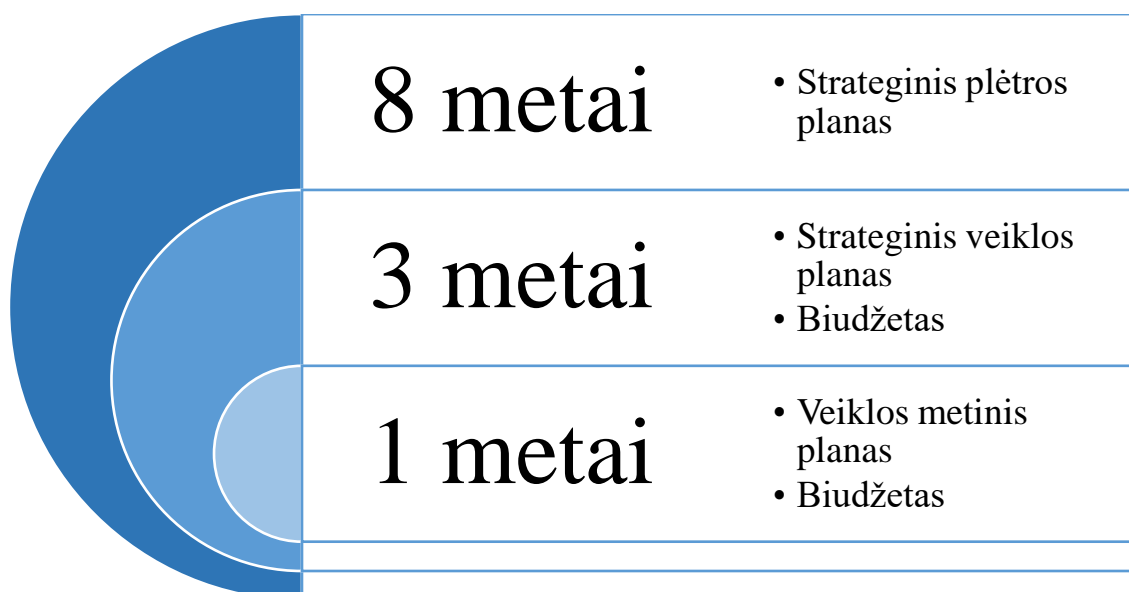 8 metai
• Strateginis plėtros
planas
3 metai
• Strateginis veiklos
planas
• Biudžetas
1 metai
• Veiklos metinis
planas
• Biudžetas